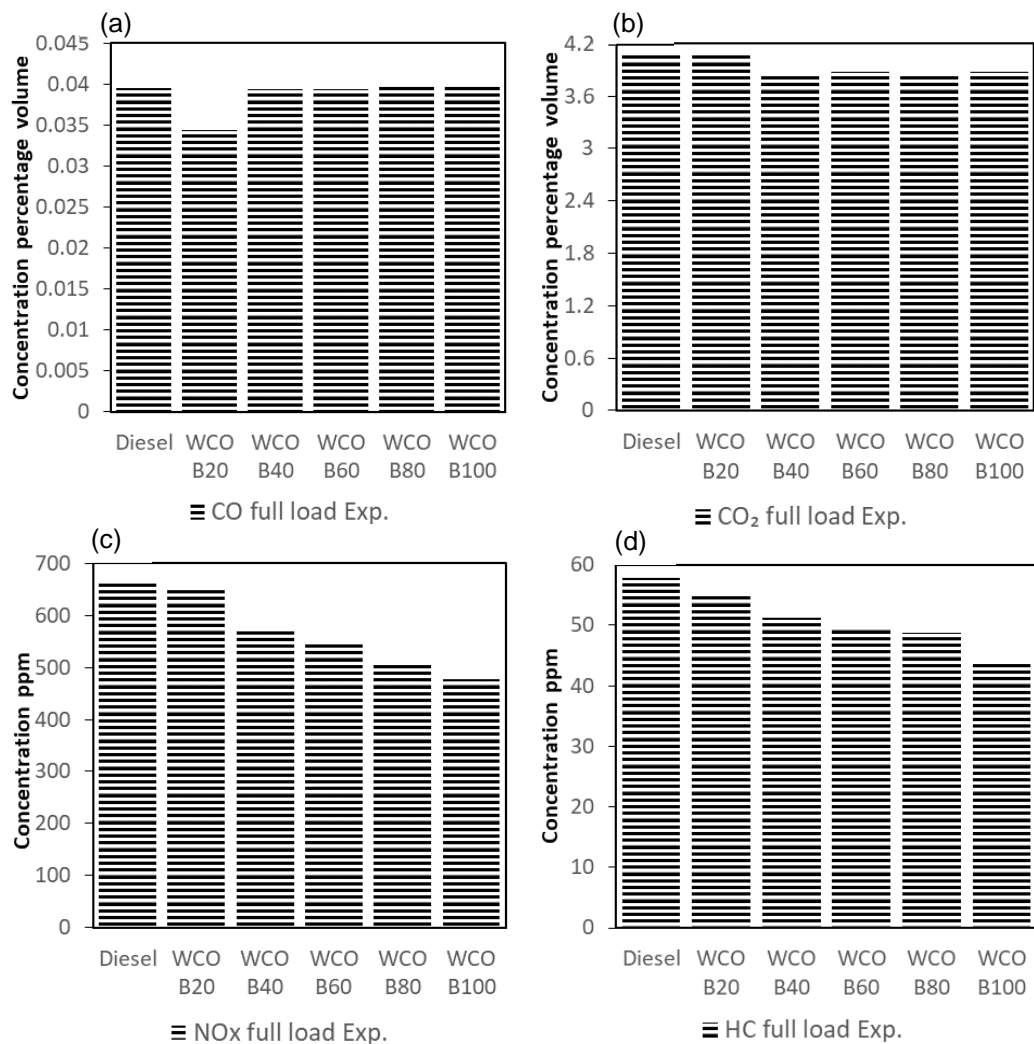 (a)
Concentration percentage volume
0.045
0.04
0.035
0.03
0.025
0.02
0.015
0.01
0.005
0
Diesel WCO WCO WCO WCO WCO
B20 B40 B60 B80 B100
CO full load Exp.
(b)
Concentration percentage volume
4.2
3.6
3
2.4
1.8
1.2
0.6
0
Diesel WCO WCO WCO WCO WCO
B20 B40 B60 B80 B100
CO₂ full load Exp.
(c)
Concentration ppm
700
600
500
400
300
200
100
0
Diesel WCO WCO WCO WCO WCO
B20 B40 B60 B80 B100
NOx full load Exp.
(d)
Concentration ppm
60
50
40
30
20
10
0
Diesel WCO WCO WCO WCO WCO
B20 B40 B60 B80 B100
HC full load Exp.